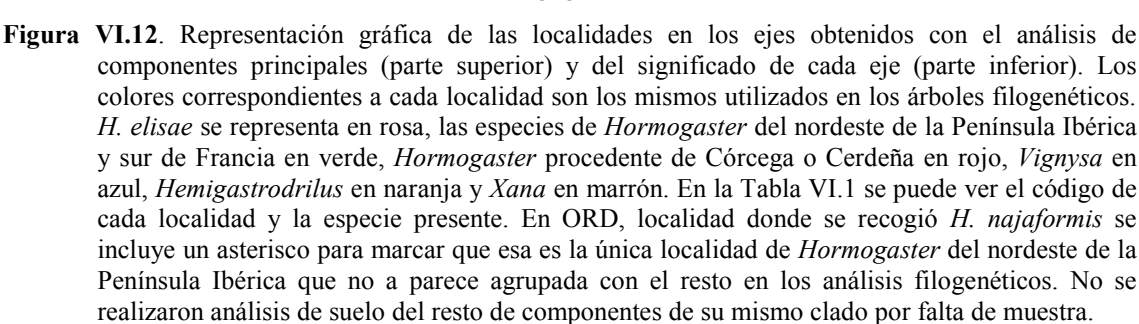 Figura VI.12. Representación gráfica de las localidades en los ejes obtenidos con el análisis de
componentes principales (parte superior) y del significado de cada eje (parte inferior). Los
colores correspondientes a cada localidad son los mismos utilizados en los árboles filogenéticos.
H. elisae se representa en rosa, las especies de Hormogaster del nordeste de la Península Ibérica
y sur de Francia en verde, Hormogaster procedente de Córcega o Cerdeña en rojo, Vignysa en
azul, Hemigastrodrilus en naranja y Xana en marrón. En la Tabla VI.1 se puede ver el código de
cada localidad y la especie presente. En ORD, localidad donde se recogió H. najaformis se
incluye un asterisco para marcar que esa es la única localidad de Hormogaster del nordeste de la
Península Ibérica que no a parece agrupada con el resto en los análisis filogenéticos. No se
realizaron análisis de suelo del resto de componentes de su mismo clado por falta de muestra.